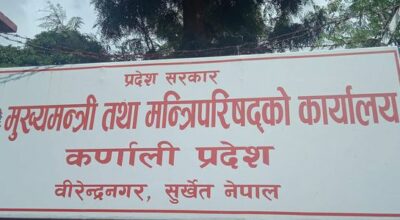 प्रदेश सरकार
मुख्यमन्त्री तथा मन्त्रिपरिषद्को कार्यालय
कर्णाली प्रदेश
वीरेन्द्रनगर, सुर्खेत नेपाल